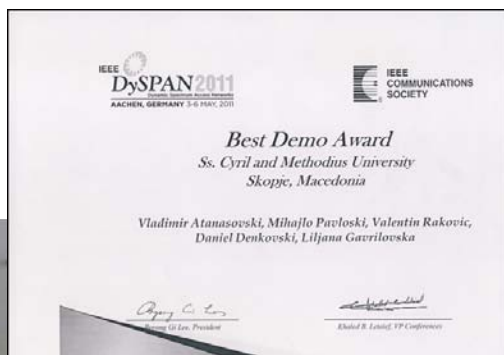 IEEE
DySPAN 2011
Dynamic Spectrum Access Networks
AACHEN, GERMANY 3-6 MAY, 2011
IEEE
COMMUNICATIONS
SOCIETY
Best Demo Award
Ss. Cyril and Methodius University
Skopje, Macedonia
Vladimir Atanasovski, Mihajlo Pavloski, Valentin Rakovic,
Daniel Denkovski, Liljana Gavrilovska
Byeong Gi Lee, President
Khaled B. Letaief, VP Conferences